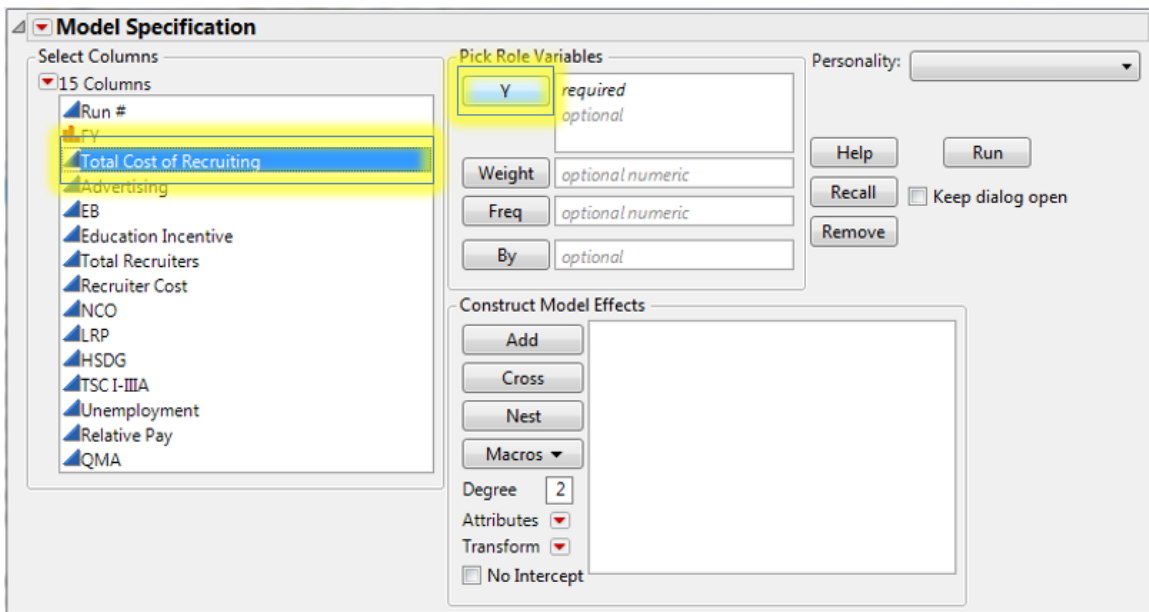 Model Specification
Select Columns
15 Columns
Run #
FY
Total Cost of Recruiting
Advertising
EB
Education Incentive
Total Recruiters
Recruiter Cost
NCO
LRP
HSDG
TSC I-IIIA
Unemployment
Relative Pay
QMA
Pick Role Variables
Y
required
optional
Weight
optional numeric
Freq
optional numeric
By
optional
Personality:
Help
Run
Recall
Keep dialog open
Remove
Construct Model Effects
Add
Cross
Nest
Macros
Degree 2
Attributes
Transform
No Intercept